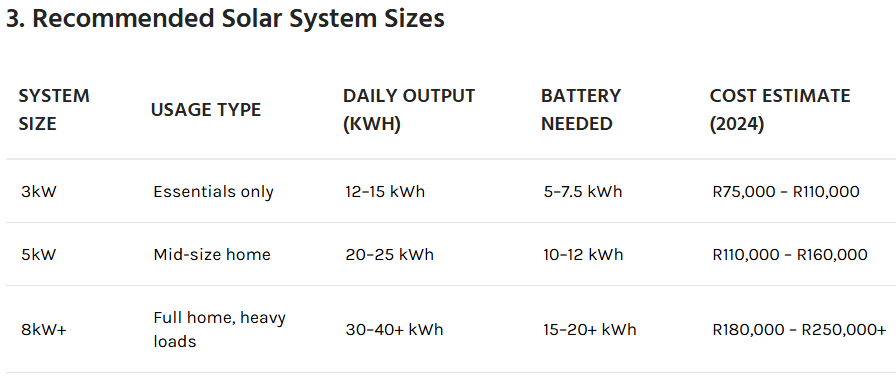 3. Recommended Solar System Sizes
SYSTEM SIZE USAGE TYPE DAILY OUTPUT (KWH) BATTERY NEEDED COST ESTIMATE (2024)
3kW Essentials only 12–15 kWh 5–7.5 kWh R75,000 – R110,000
5kW Mid-size home 20–25 kWh 10–12 kWh R110,000 – R160,000
8kW+ Full home, heavy loads 30–40+ kWh 15–20+ kWh R180,000 – R250,000+